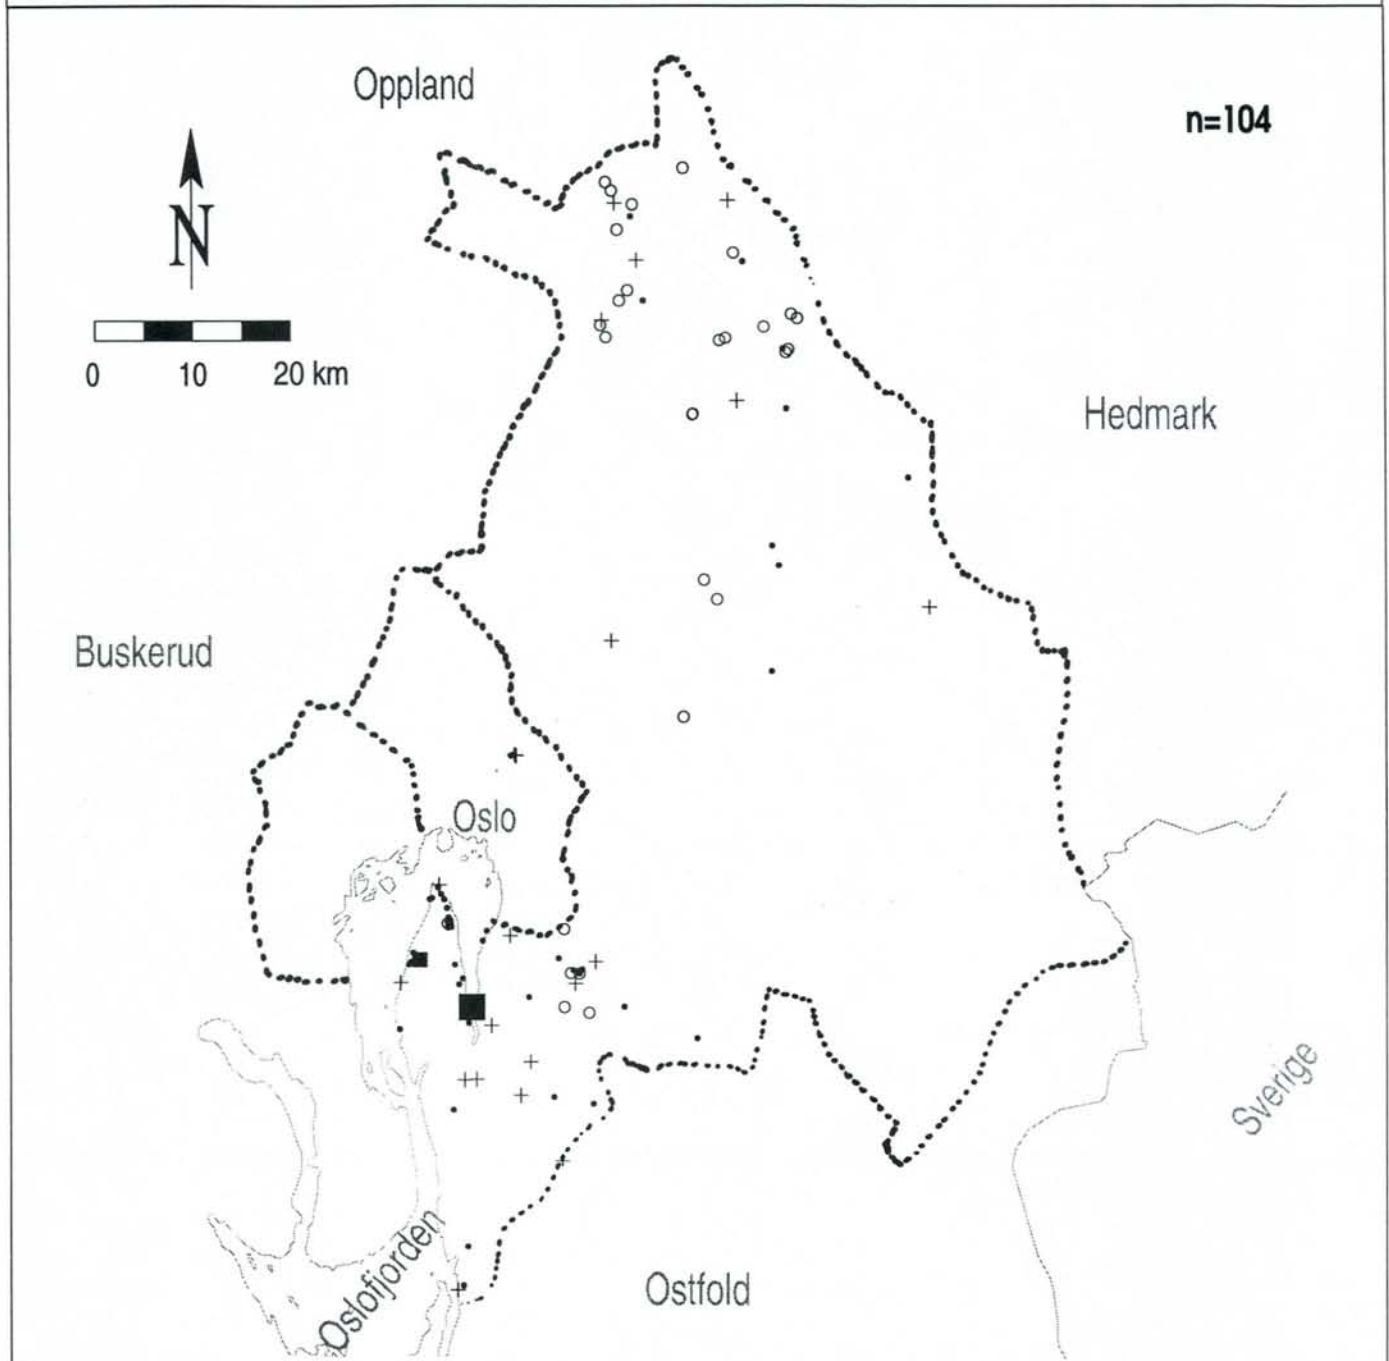 Oppland
n=104
N
0 10 20 km
Hedmark
Buskerud
Oslo
Sverige
Oslofjorden
Ostfold